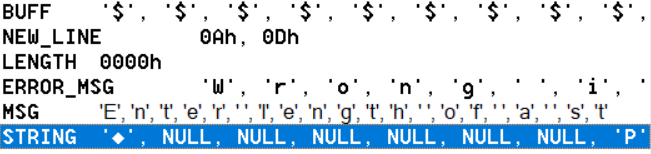 BUFF '$', '$', '$', '$', '$', '$', '$', '$', '$',
NEW_LINE 0Ah, 0Dh
LENGTH 0000h
ERROR_MSG 'W', 'r', 'o', 'n', 'g', ' ', 'i', '
MSG 'E','n','t','e','r',' ','l','e','n','g','t','h',' ','o','f',' ','a',' ','s','t'
STRING '◆', NULL, NULL, NULL, NULL, NULL, NULL, 'P'